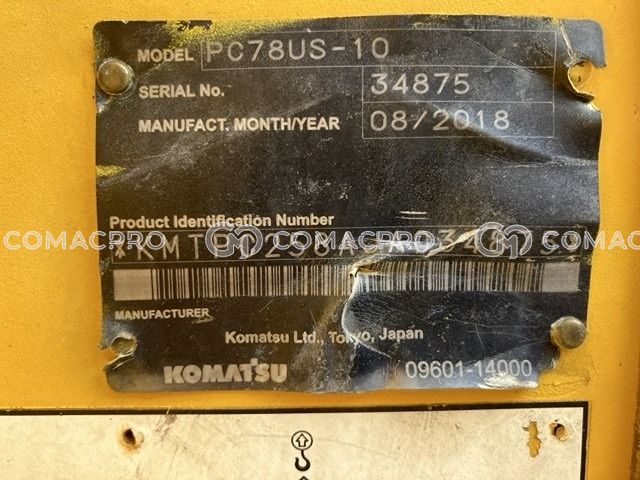 MODEL PC78US-10
SERIAL No. 34875
MANUFACT. MONTH/YEAR 08/2018
Product Identification Number
COMACPRO COMACPRO COMACPRO
MANUFACTURER
Komatsu Ltd., Tokyo, Japan
KOMATSU 09601-14000